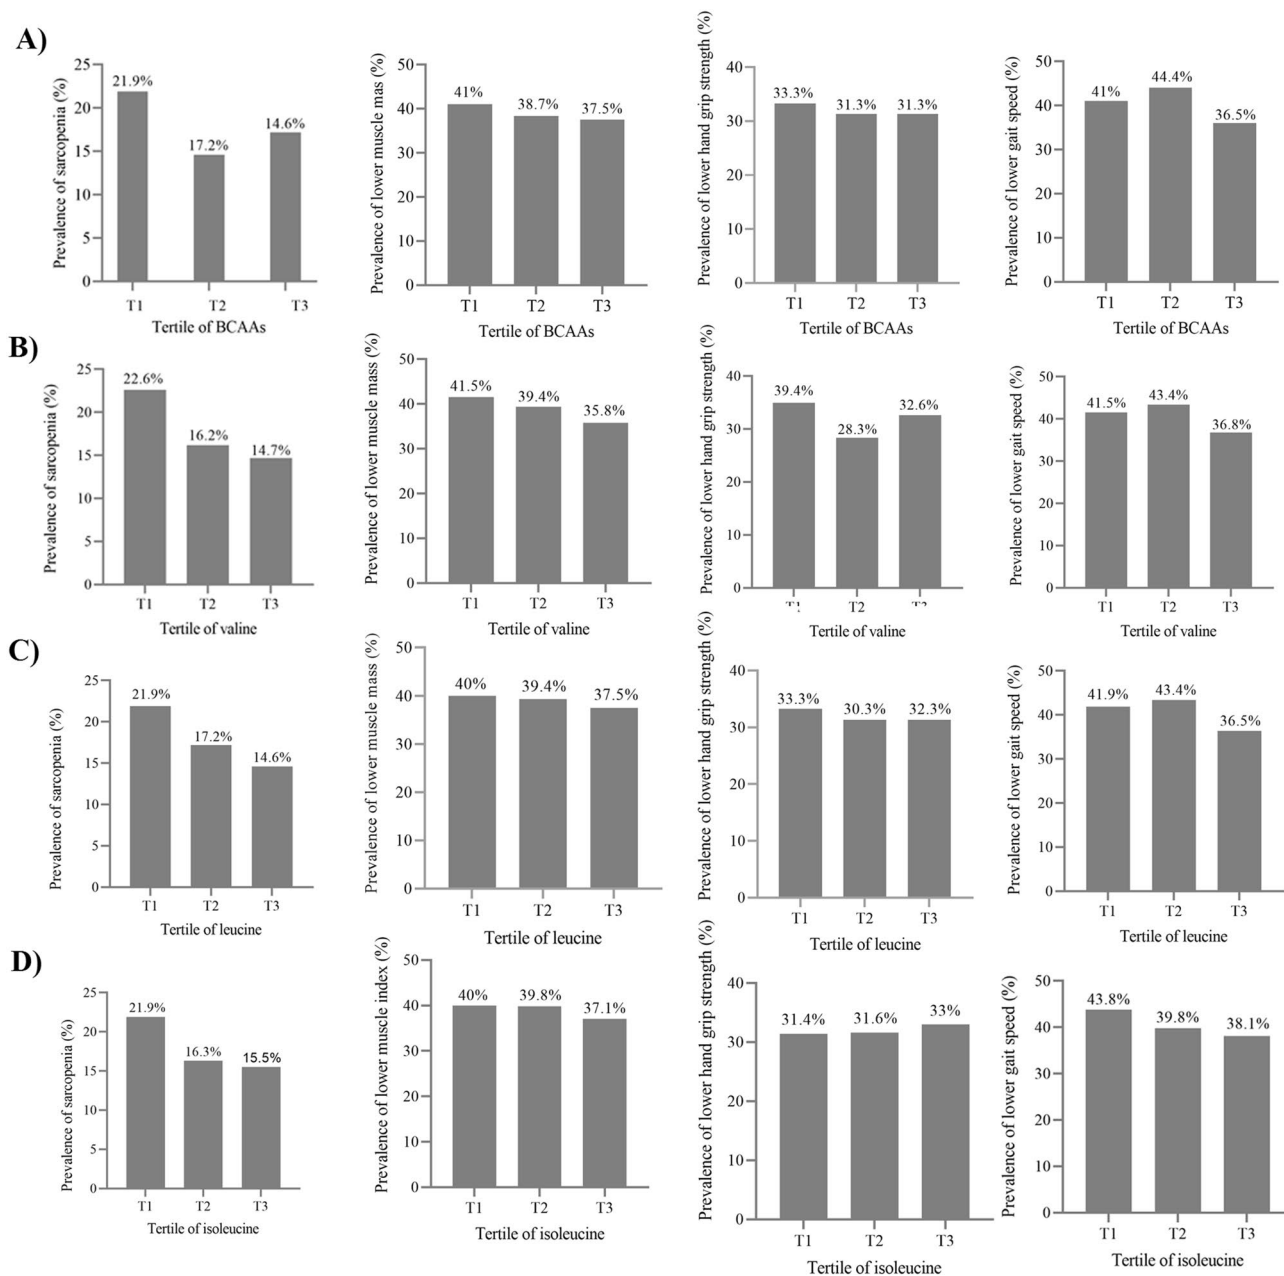 A)
Prevalence of sarcopenia (%)
25
20
15
10
5
0
21.9%
17.2%
14.6%
T1 T2 T3
Tertile of BCAAs
Prevalence of lower muscle mas (%)
50
40
30
20
10
0
41%
38.7%
37.5%
T1 T2 T3
Tertile of BCAAs
Prevalence of lower hand grip strength (%)
40
30
20
10
0
33.3%
31.3%
31.3%
T1 T2 T3
Tertile of BCAAs
Prevalence of lower gait speed (%)
50
40
30
20
10
0
41%
44.4%
36.5%
T1 T2 T3
Tertile of BCAAs
B)
Prevalence of sarcopenia (%)
25
20
15
10
5
0
22.6%
16.2%
14.7%
T1 T2 T3
Tertile of valine
Prevalence of lower muscle mass (%)
50
40
30
20
10
0
41.5%
39.4%
35.8%
T1 T2 T3
Tertile of valine
Prevalence of lower hand grip strength (%)
40
30
20
10
0
39.4%
28.3%
32.6%
T2
Tertile of valine
Prevalence of lower gait speed (%)
50
40
30
20
10
0
41.5%
43.4%
36.8%
T1 T2 T3
Tertile of valine
C)
Prevalence of sarcopenia (%)
25
20
15
10
5
0
21.9%
17.2%
14.6%
T1 T2 T3
Tertile of leucine
Prevalence of lower muscle mass (%)
50
40
30
20
10
0
40%
39.4%
37.5%
T1 T2 T3
Tertile of leucine
Prevalence of lower hand grip strength (%)
40
30
20
10
0
33.3%
30.3%
32.3%
T1 T2 T3
Tertile of leucine
Prevalence of lower gait speed (%)
50
40
30
20
10
0
41.9%
43.4%
36.5%
T1 T2 T3
Tertile of leucine
D)
Prevalence of sarcopenia (%)
25
20
15
10
5
0
21.9%
16.3%
15.5%
T1 T2 T3
Tertile of isoleucine
Prevalence of lower muscle index (%)
50
40
30
20
10
0
40%
39.8%
37.1%
T1 T2 T3
Tertile of isoleucine
Prevalence of lower hand grip strength (%)
40
30
20
10
0
31.4%
31.6%
33%
T1 T2 T3
Tertile of isoleucine
Prevalence of lower gait speed (%)
50
40
30
20
10
0
43.8%
39.8%
38.1%
T1 T2 T3
Tertile of isoleucine